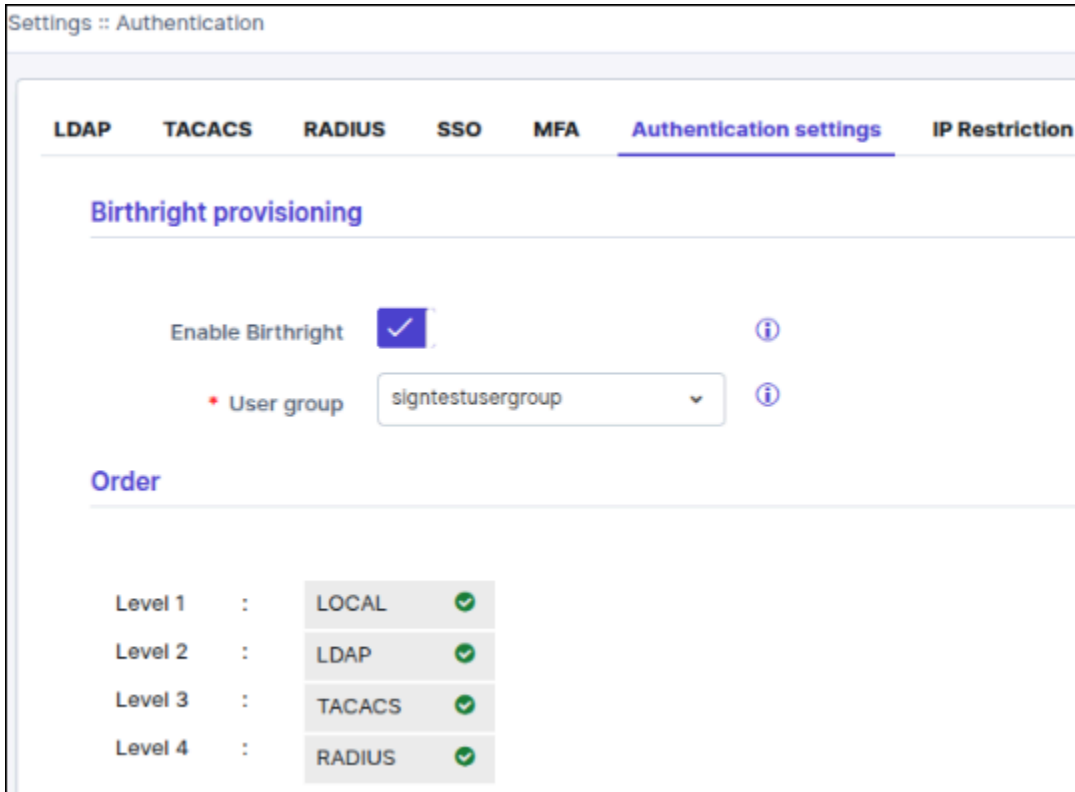 Settings :: Authentication
LDAP TACACS RADIUS SSO MFA Authentication settings IP Restriction
Birthright provisioning
Enable Birthright
* User group signtestusergroup
Order
Level 1 : LOCAL
Level 2 : LDAP
Level 3 : TACACS
Level 4 : RADIUS